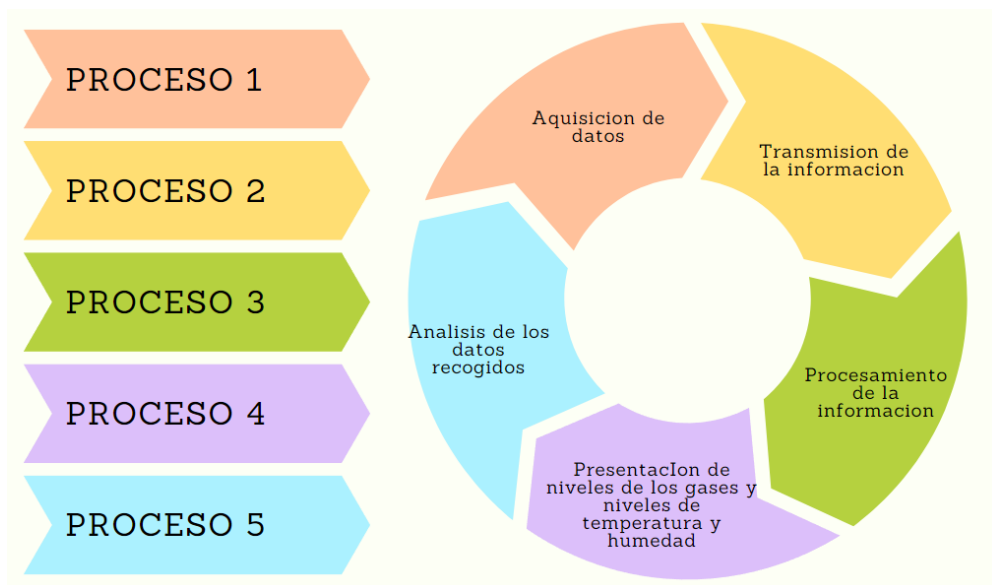 PROCESO 1
PROCESO 2
PROCESO 3
PROCESO 4
PROCESO 5
Aquisicion de
datos
Transmision de
la informacion
Procesamiento
de la
informacion
PresentacIon de
niveles de los gases y
niveles de
temperatura y
humedad
Analisis de los
datos
recogidos